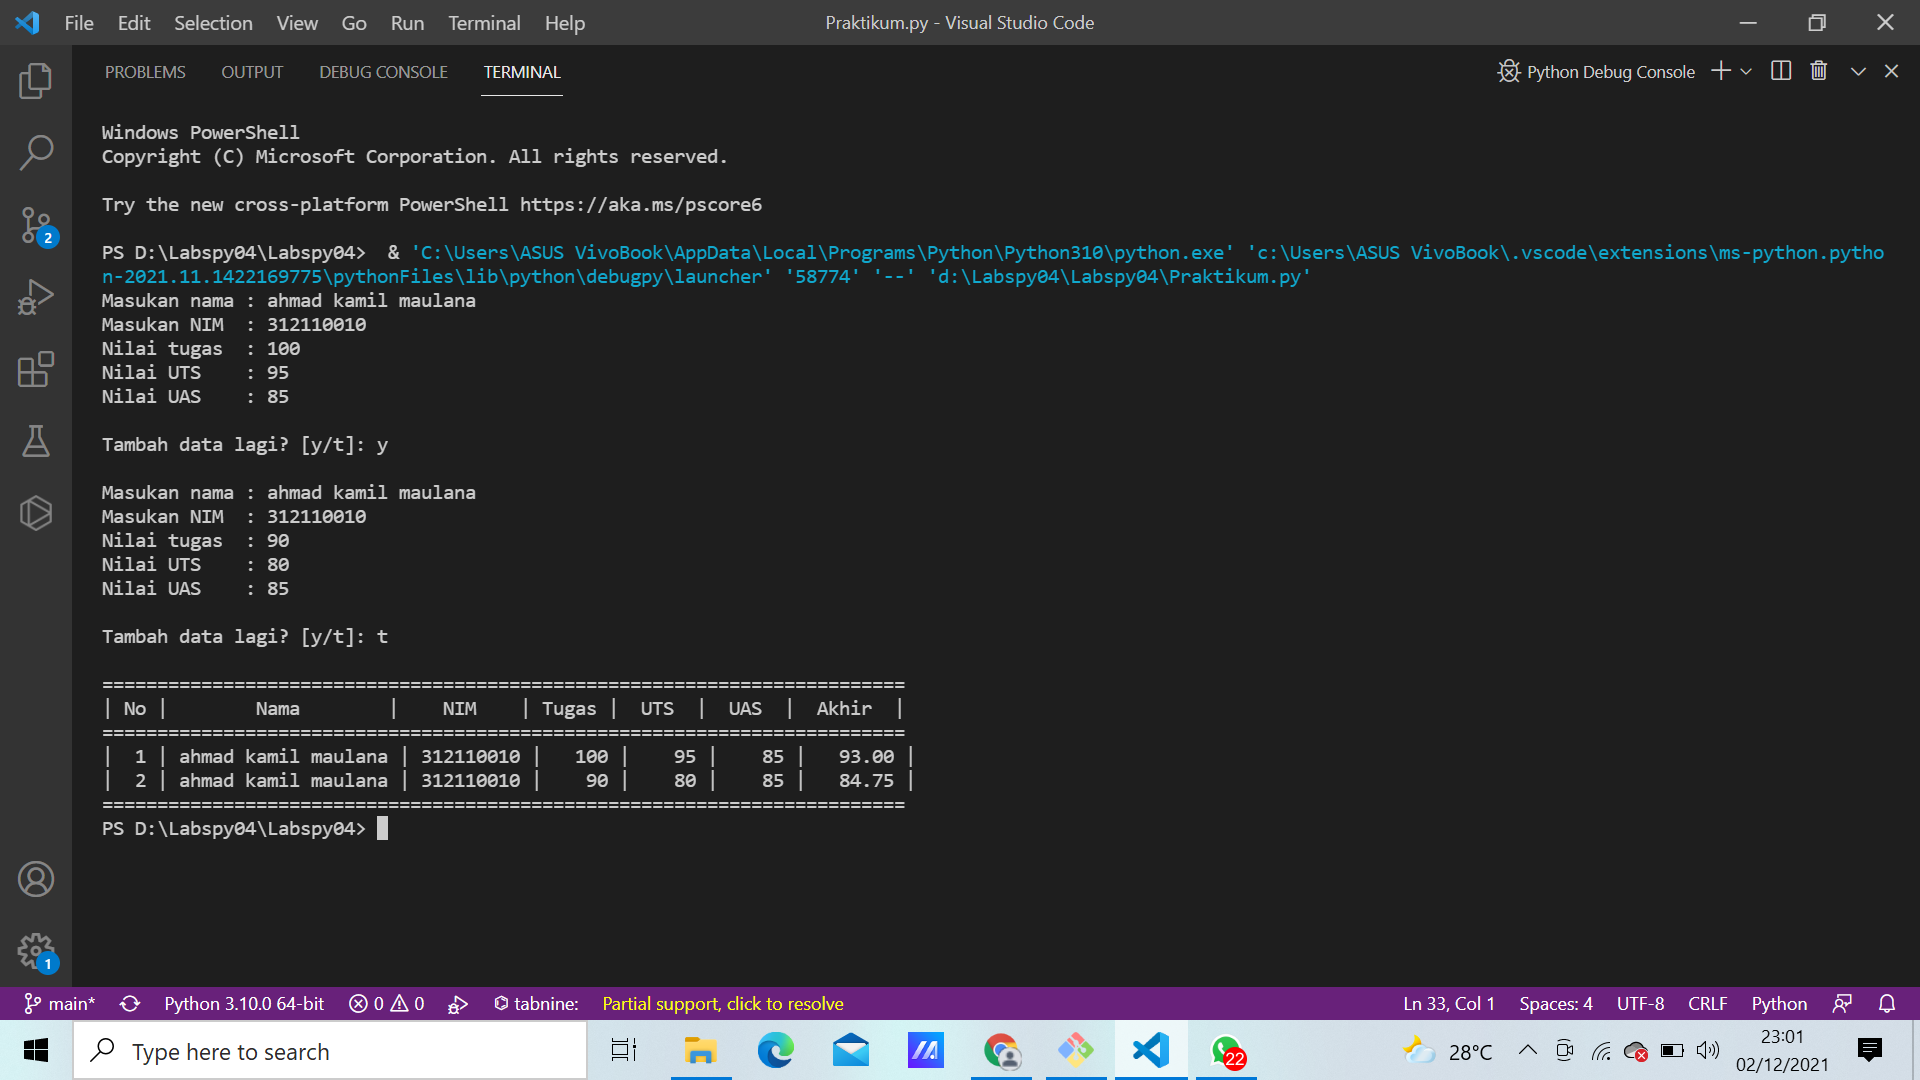 File Edit Selection View Go Run Terminal Help Praktikum.py - Visual Studio Code
PROBLEMS OUTPUT DEBUG CONSOLE TERMINAL Python Debug Console
Windows PowerShell
Copyright (C) Microsoft Corporation. All rights reserved.
Try the new cross-platform PowerShell https://aka.ms/pscore6
PS D:\Labspy04\Labspy04>  & 'C:\Users\ASUS VivoBook\AppData\Local\Programs\Python\Python310\python.exe' 'c:\Users\ASUS VivoBook\.vscode\extensions\ms-python.pytho
n-2021.11.1422169775\pythonFiles\lib\python\debugpy\launcher' '58774' '--' 'd:\Labspy04\Labspy04\Praktikum.py'
Masukan nama : ahmad kamil maulana
Masukan NIM  : 312110010
Nilai tugas  : 100
Nilai UTS    : 95
Nilai UAS    : 85
Tambah data lagi? [y/t]: y
Masukan nama : ahmad kamil maulana
Masukan NIM  : 312110010
Nilai tugas  : 90
Nilai UTS    : 80
Nilai UAS    : 85
Tambah data lagi? [y/t]: t
=========================================================================
| No |        Nama        |    NIM    | Tugas |  UTS  |  UAS  |  Akhir  |
=========================================================================
|  1 | ahmad kamil maulana | 312110010 |   100 |    95 |    85 |   93.00 |
|  2 | ahmad kamil maulana | 312110010 |    90 |    80 |    85 |   84.75 |
=========================================================================
PS D:\Labspy04\Labspy04>
2
1
main* Python 3.10.0 64-bit 0 0 tabnine: Partial support, click to resolve Ln 33, Col 1 Spaces: 4 UTF-8 CRLF Python
Type here to search 22 28°C 23:01
02/12/2021